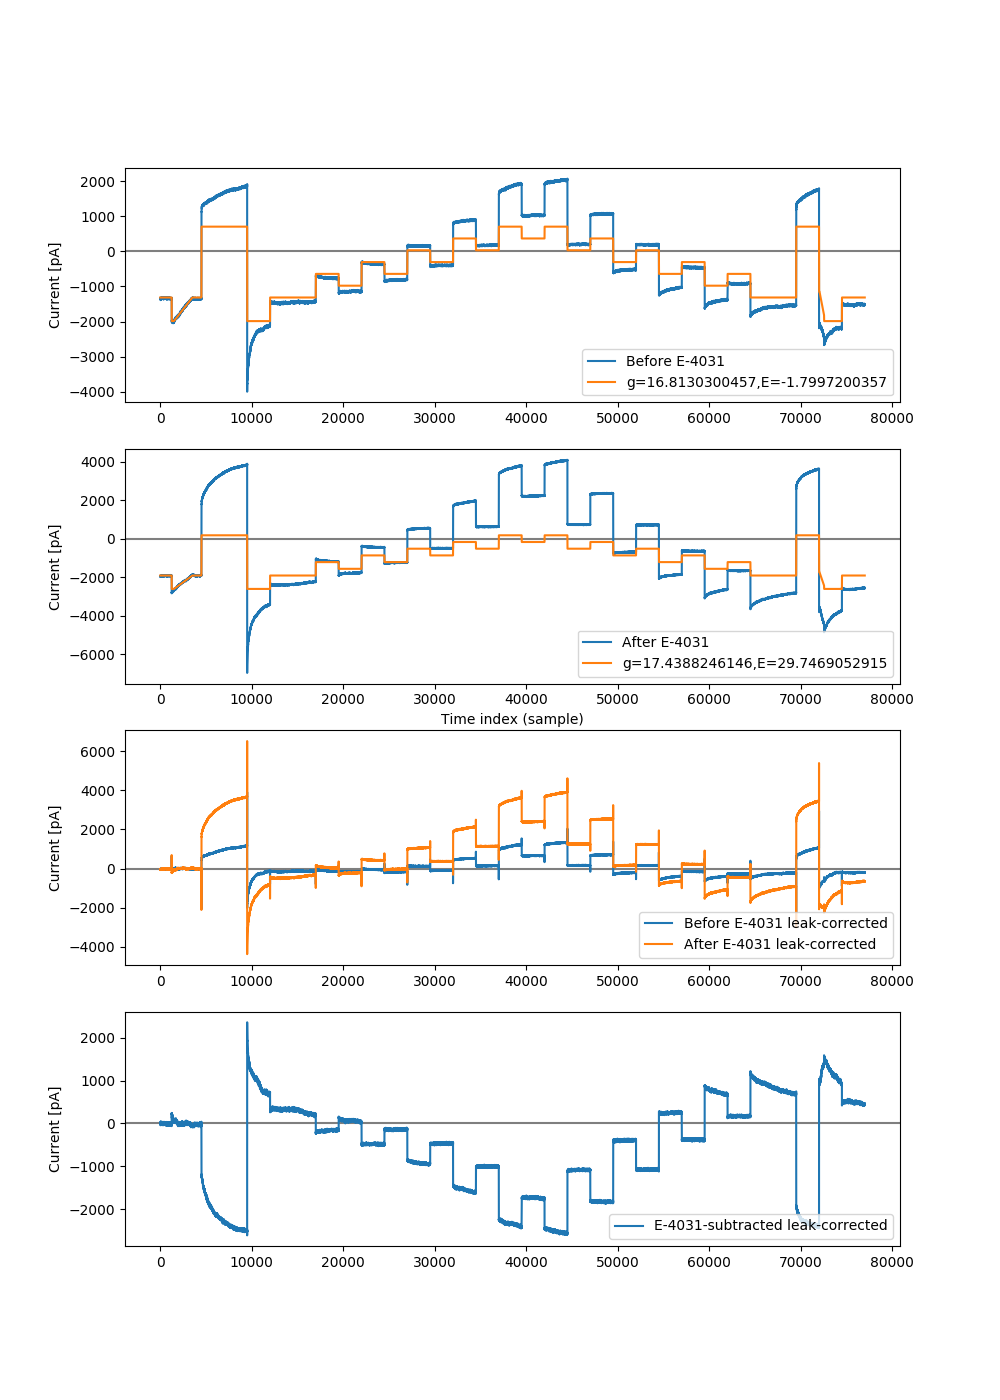 2000
1000
0
−1000
−2000
−3000
−4000
Current [pA]
Before E-4031
g=16.8130300457,E=-1.7997200357
0 10000 20000 30000 40000 50000 60000 70000 80000
4000
2000
0
−2000
−4000
−6000
Current [pA]
After E-4031
g=17.4388246146,E=29.7469052915
0 10000 20000 30000 40000 50000 60000 70000 80000
Time index (sample)
6000
4000
2000
0
−2000
−4000
Current [pA]
Before E-4031 leak-corrected
After E-4031 leak-corrected
0 10000 20000 30000 40000 50000 60000 70000 80000
2000
1000
0
−1000
−2000
Current [pA]
E-4031-subtracted leak-corrected
0 10000 20000 30000 40000 50000 60000 70000 80000